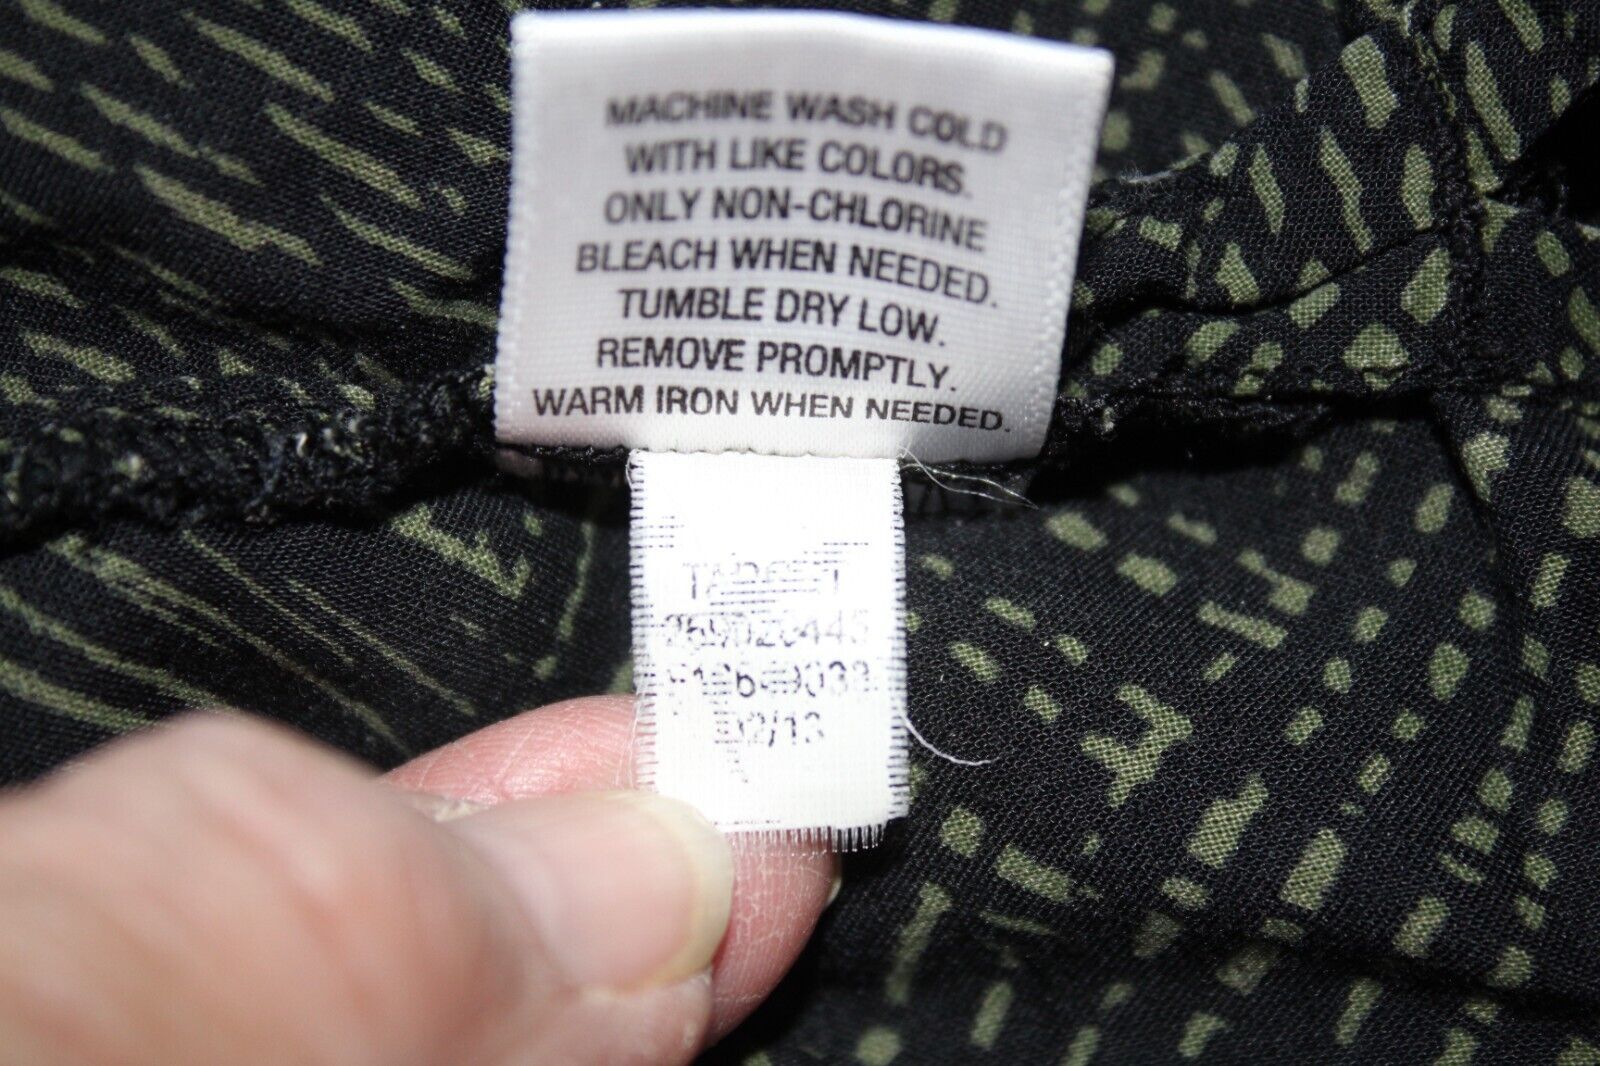 MACHINE WASH COLD
WITH LIKE COLORS.
ONLY NON-CHLORINE
BLEACH WHEN NEEDED.
TUMBLE DRY LOW.
REMOVE PROMPTLY.
WARM IRON WHEN NEEDED.
TARGET